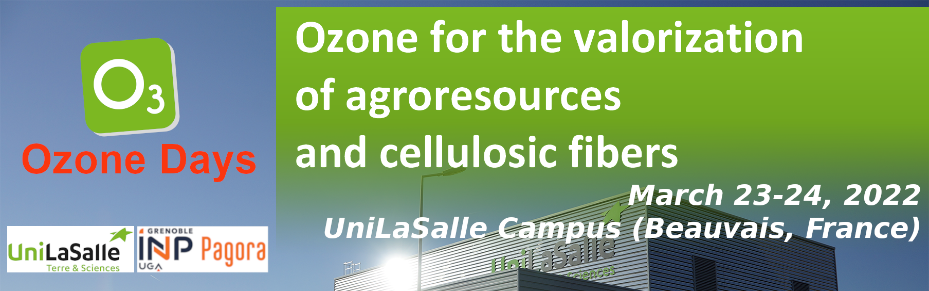 O3
Ozone Days
UniLaSalle
Terre & Sciences
GRENOBLE
INP Pagora
UGA
Ozone for the valorization
of agroresources
and cellulosic fibers
March 23-24, 2022
UniLaSalle Campus (Beauvais, France)
UniLaSalle